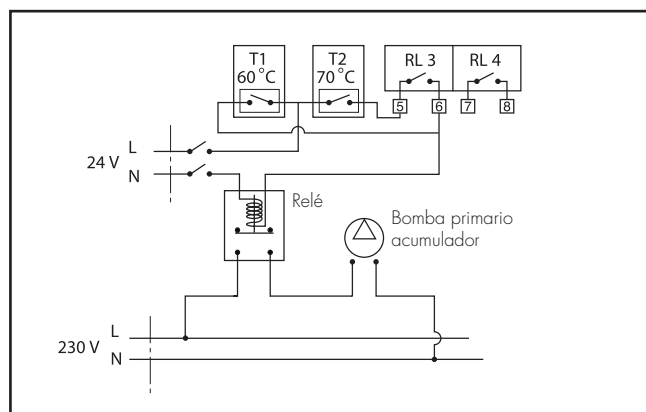 T1
60 °C
T2
70 °C
RL 3
RL 4
5
6
7
8
24 V
L
N
Relé
Bomba primario
acumulador
230 V
L
N